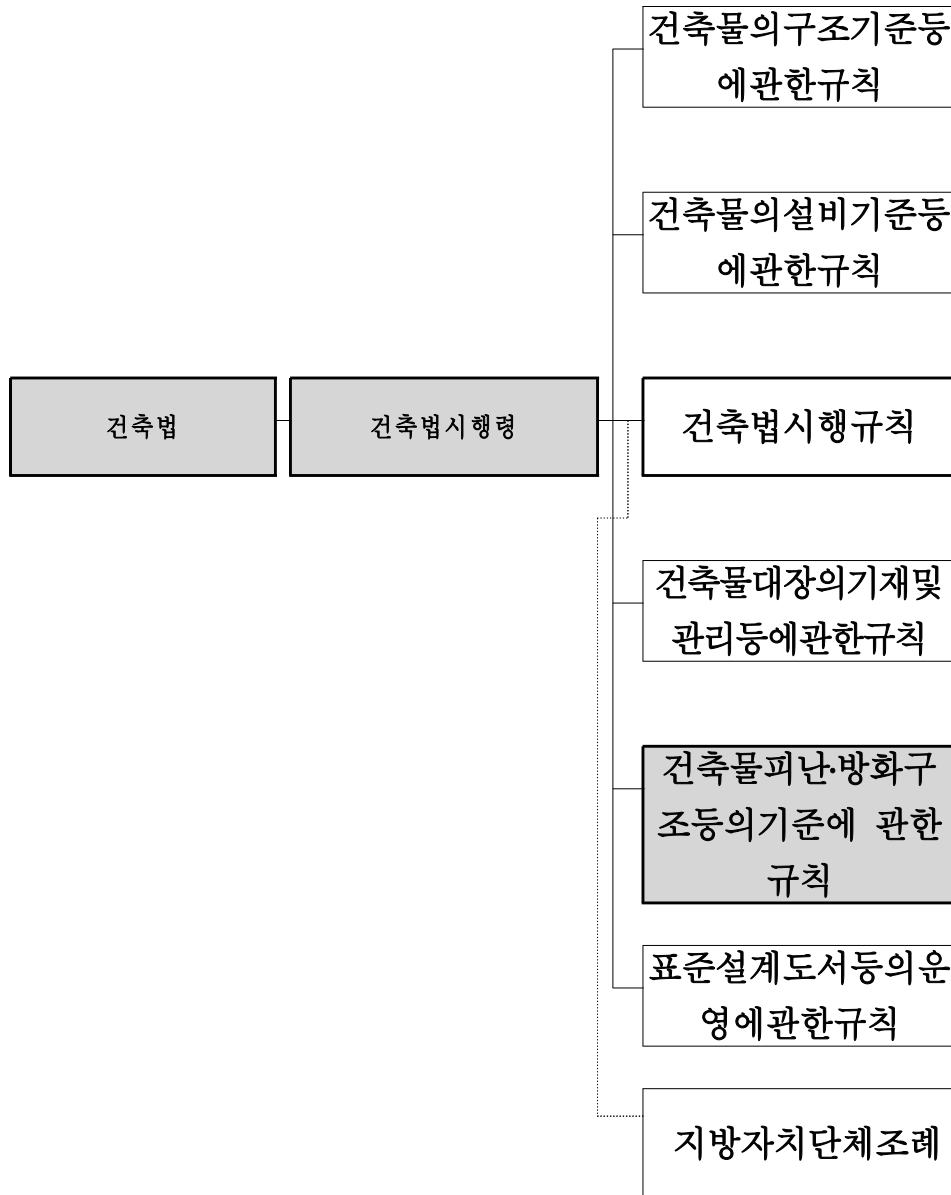 건축물의구조기준등
에관한규칙
건축물의설비기준등
에관한규칙
건축법
건축법시행령
건축법시행규칙
건축물대장의기재및
관리등에관한규칙
건축물피난·방화구
조등의기준에 관한
규칙
표준설계도서등의운
영에관한규칙
지방자치단체조례